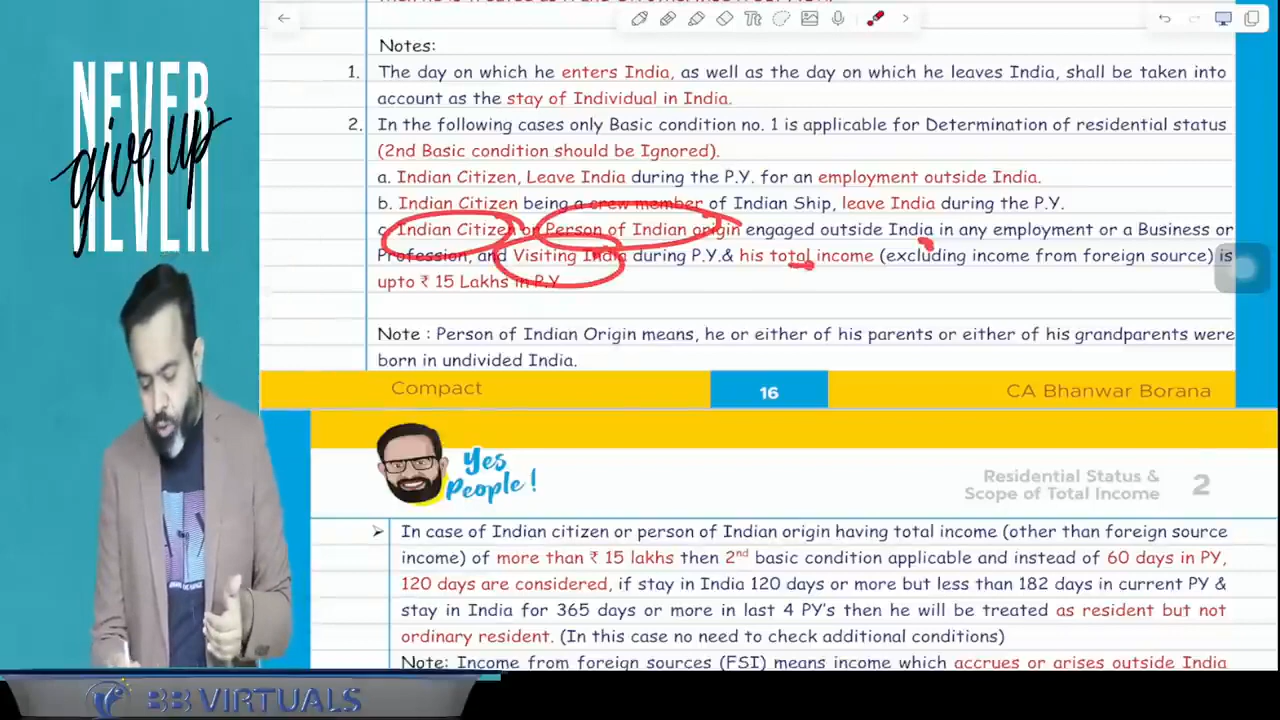 NEVER
give up
NEVER
Notes:
1. The day on which he enters India, as well as the day on which he leaves India, shall be taken into
account as the stay of Individual in India.
2. In the following cases only Basic condition no. 1 is applicable for Determination of residential status
(2nd Basic condition should be Ignored).
a. Indian Citizen, Leave India during the P.Y. for an employment outside India.
b. Indian Citizen being a crew member of Indian Ship, leave India during the P.Y.
c. Indian Citizen or Person of Indian origin engaged outside India in any employment or a Business or
Profession, and Visiting India during P.Y.& his total income (excluding income from foreign source) is
upto ₹ 15 Lakhs in P.Y
Note : Person of Indian Origin means, he or either of his parents or either of his grandparents were
born in undivided India.
Compact 16 CA Bhanwar Borana
Yes
People !
Residential Status &
Scope of Total Income 2
➤ In case of Indian citizen or person of Indian origin having total income (other than foreign source
income) of more than ₹ 15 lakhs then 2nd basic condition applicable and instead of 60 days in PY,
120 days are considered, if stay in India 120 days or more but less than 182 days in current PY &
stay in India for 365 days or more in last 4 PY's then he will be treated as resident but not
ordinary resident. (In this case no need to check additional conditions)
Note: Income from foreign sources (FSI) means income which accrues or arises outside India
BB VIRTUALS